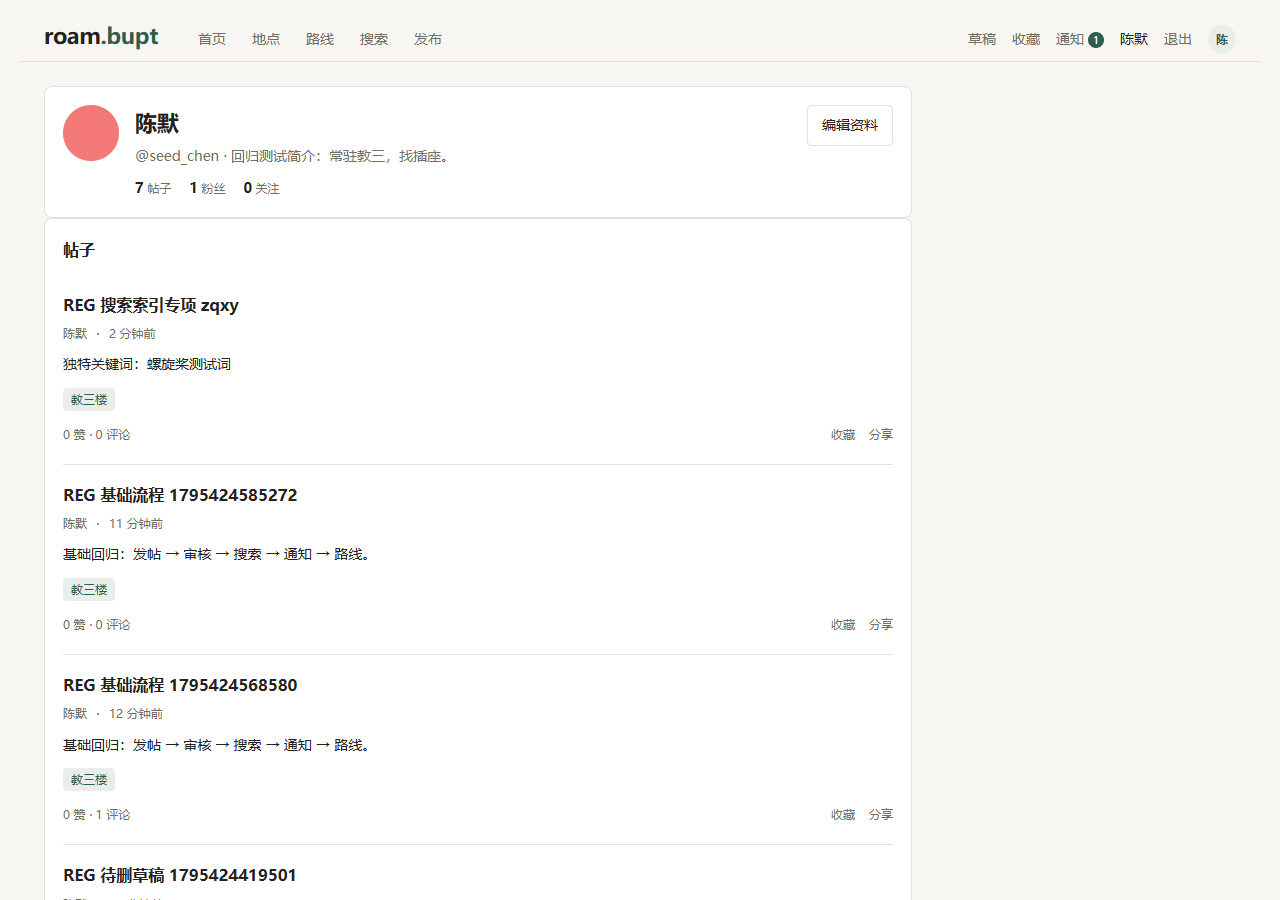 roam.bupt 首页 地点 路线 搜索 发布 草稿 收藏 通知 1 陈默 退出 陈
陈默
编辑资料
@seed_chen · 回归测试简介：常驻教三，找插座。
7 帖子 1 粉丝 0 关注
帖子
REG 搜索索引专项 zqxy
陈默 · 2 分钟前
独特关键词：螺旋桨测试词
教三楼
0 赞 · 0 评论 收藏 分享
REG 基础流程 1795424585272
陈默 · 11 分钟前
基础回归：发帖 → 审核 → 搜索 → 通知 → 路线。
教三楼
0 赞 · 0 评论 收藏 分享
REG 基础流程 1795424568580
陈默 · 12 分钟前
基础回归：发帖 → 审核 → 搜索 → 通知 → 路线。
教三楼
0 赞 · 1 评论 收藏 分享
REG 待删草稿 1795424419501